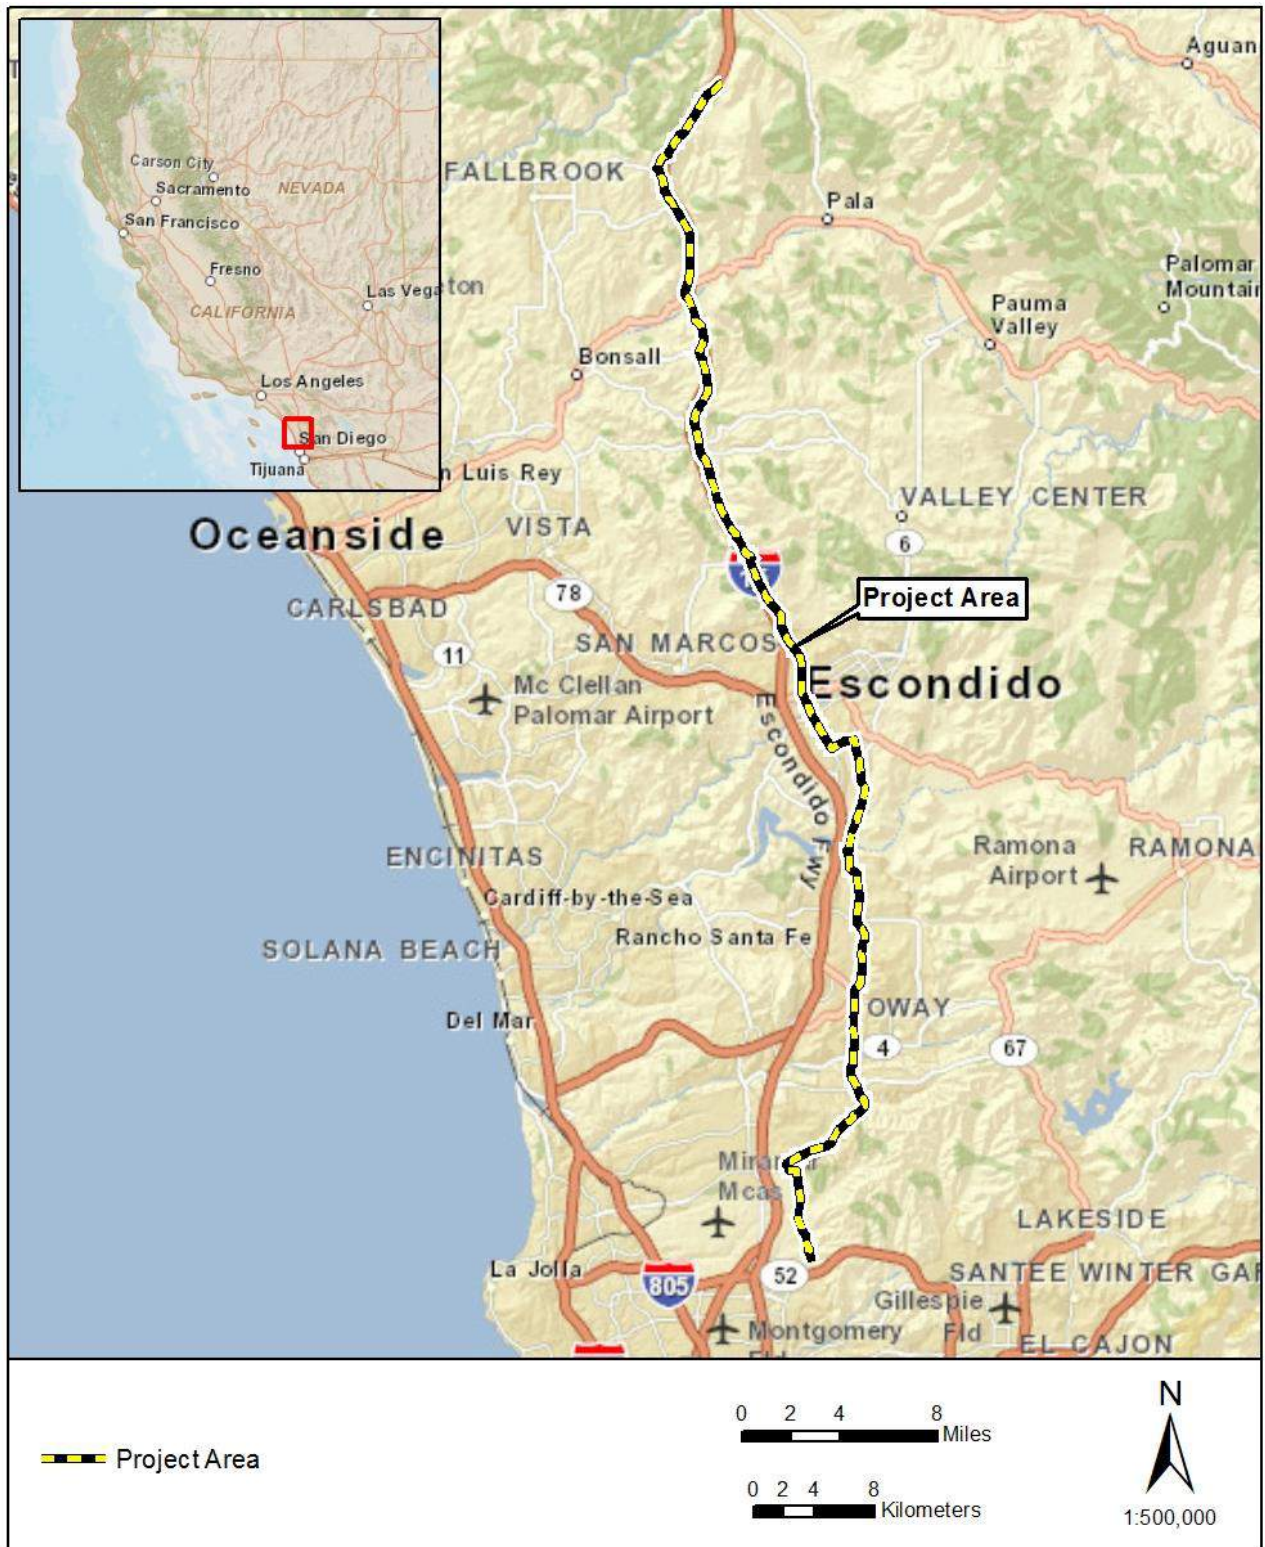 Carson City
Sacramento
NEVADA
San Francisco
Fresno
Las Vega
CALIFORNIA
Los Angeles
San Diego
Tijuana
Aguan
FALLBROOK
Pala
ton
Palomar
Mountain
Pauma
Valley
Bonsall
n Luis Rey
VALLEY CENTER
Oceanside
VISTA
6
78
Project Area
CARLSBAD
SAN MARCOS
11
Mc Clellan
Palomar Airport
Escondido
Escondido Fwy
Ramona
Airport
RAMONA
ENCINITAS
Cardiff-by-the-Sea
Rancho Santa Fe
SOLANA BEACH
OWAY
Del Mar
4
67
Miramar
Mcas
LAKESIDE
La Jolla
805
52
SANTEE
WINTER GAR
Gillespie
Fld
Montgomery
EL CAJON
Project Area
0 2 4 8
Miles
0 2 4 8
Kilometers
N
1:500,000